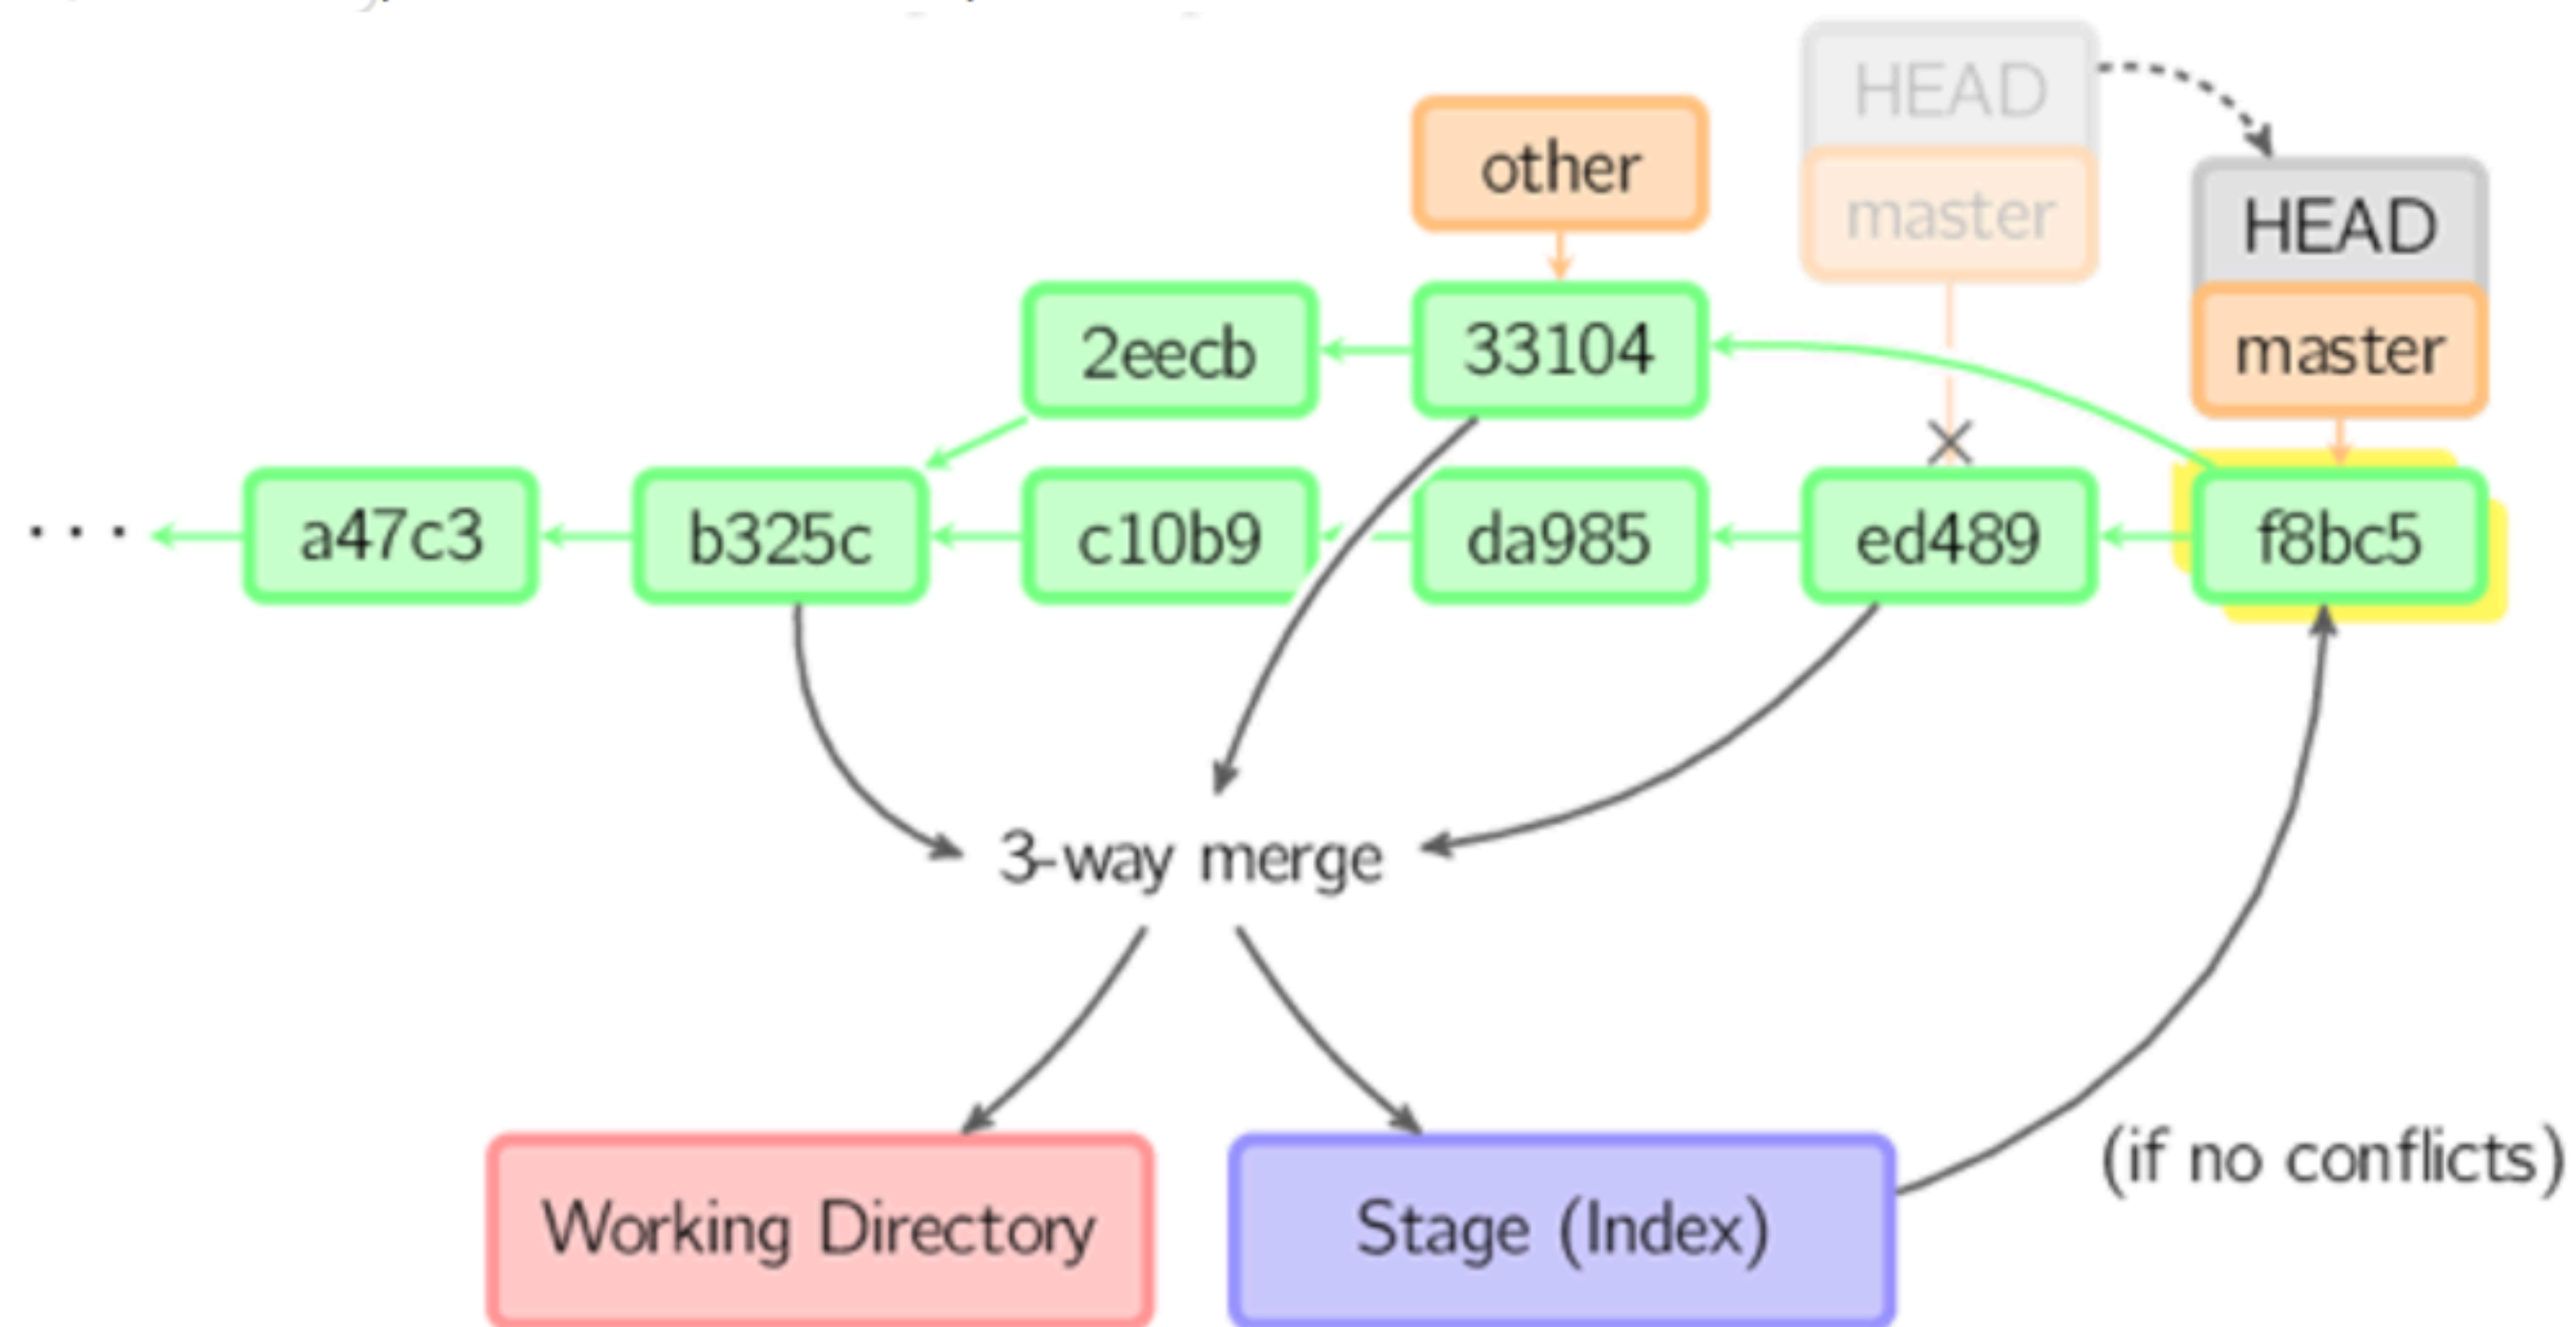 HEAD
other
master
HEAD
2eecb
33104
master
... a47c3
b325c
c10b9
da985
ed489
f8bc5
3-way merge
(if no conflicts)
Working Directory
Stage (Index)